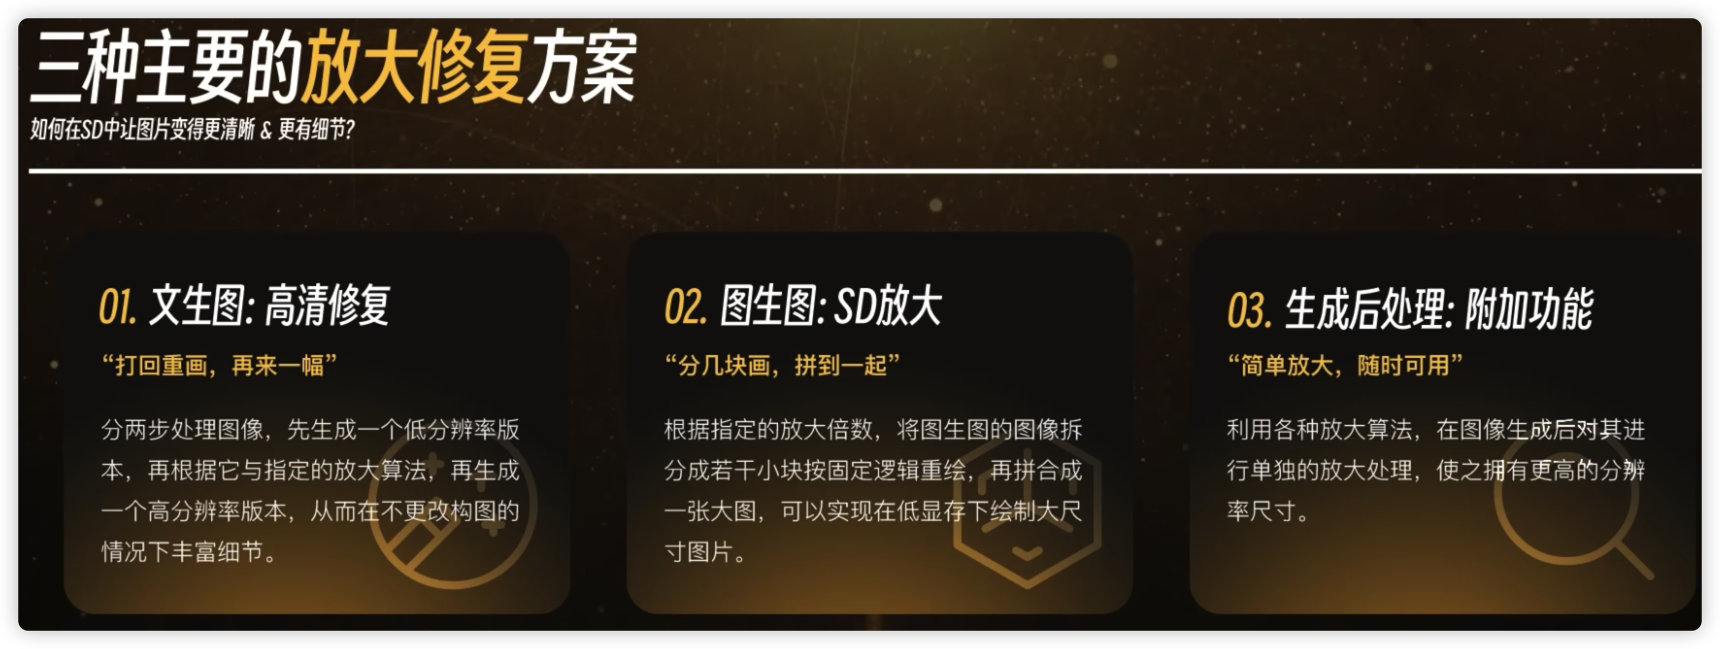 三种主要的放大修复方案
如何在SD中让图片变得更清晰 & 更有细节?
01. 文生图: 高清修复
“打回重画，再来一幅”
分两步处理图像，先生成一个低分辨率版
本，再根据它与指定的放大算法，再生成
一个高分辨率版本，从而在不更改构图的
情况下丰富细节。
02. 图生图: SD放大
“分几块画，拼到一起”
根据指定的放大倍数，将图生图的图像拆
分成若干小块按固定逻辑重绘，再拼合成
一张大图，可以实现在低显存下绘制大尺
寸图片。
03. 生成后处理: 附加功能
“简单放大，随时可用”
利用各种放大算法，在图像生成后对其进
行单独的放大处理，使之拥有更高的分辨
率尺寸。